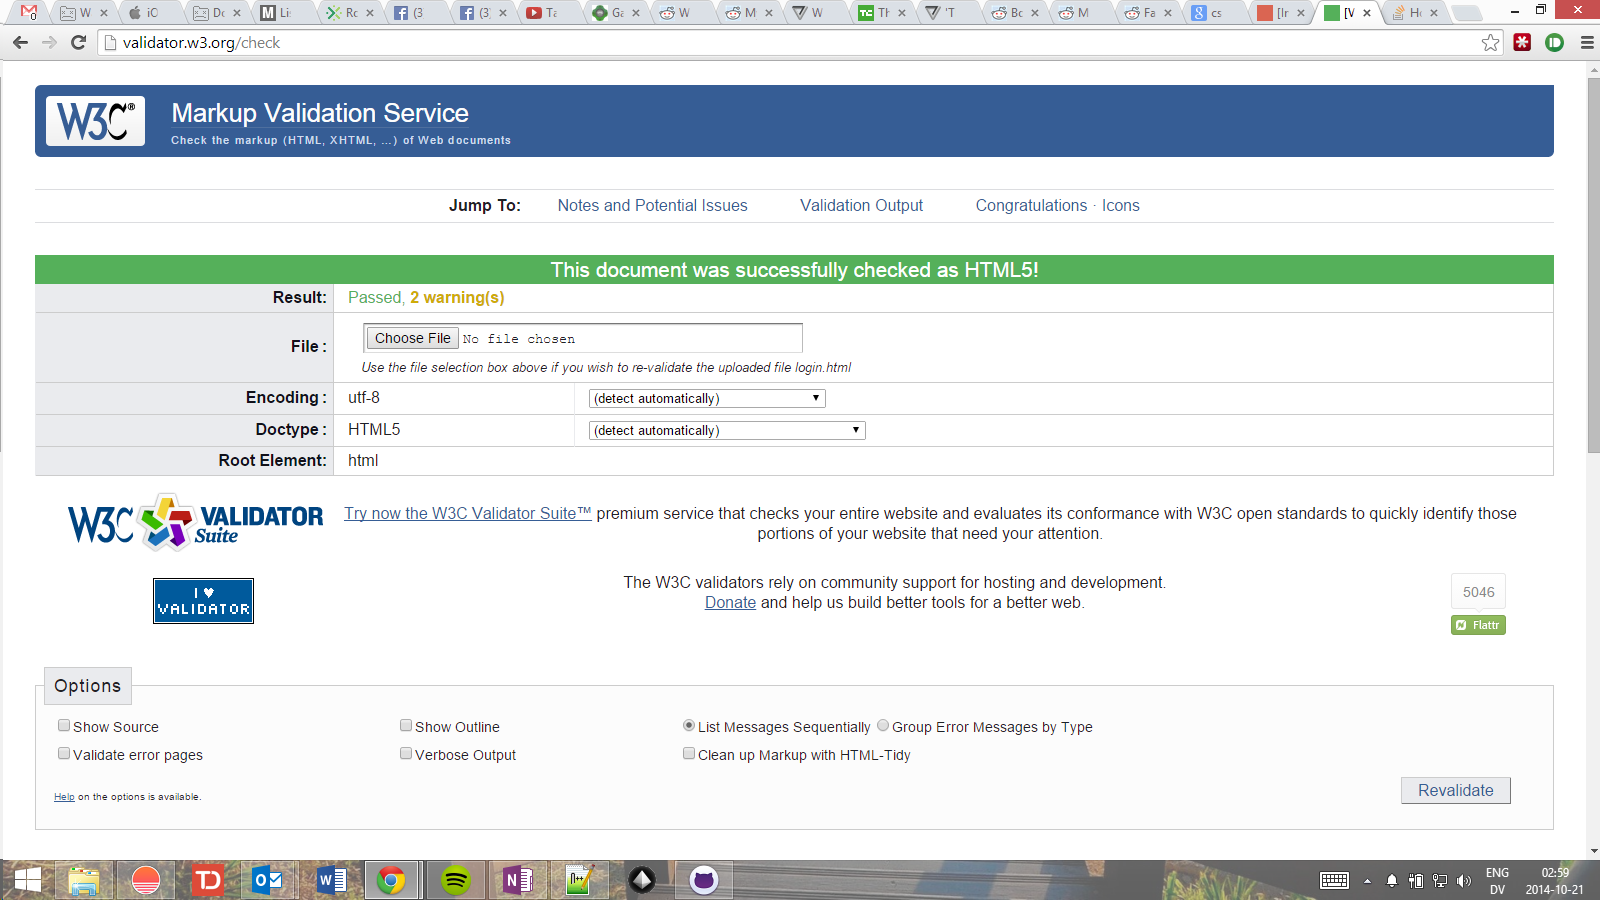 0
W
iO
Do
Li
Ro
(3
(3)
Ta
Ga
W
M
W
Th
'T
Bc
M
Fa
cs
[In
[V
Ho
validator.w3.org/check
W3C®
Markup Validation Service
Check the markup (HTML, XHTML, …) of Web documents
Jump To: Notes and Potential Issues Validation Output Congratulations · Icons
This document was successfully checked as HTML5!
Result: Passed, 2 warning(s)
File : Choose File No file chosen
Use the file selection box above if you wish to re-validate the uploaded file login.html
Encoding : utf-8 (detect automatically)
Doctype : HTML5 (detect automatically)
Root Element: html
W3C VALIDATOR Suite
Try now the W3C Validator Suite™ premium service that checks your entire website and evaluates its conformance with W3C open standards to quickly identify those
portions of your website that need your attention.
I ♥
VALIDATOR
The W3C validators rely on community support for hosting and development.
Donate and help us build better tools for a better web.
5046
Flattr
Options
Show Source Show Outline List Messages Sequentially Group Error Messages by Type
Validate error pages Verbose Output Clean up Markup with HTML-Tidy
Help on the options is available.
Revalidate
ENG 02:59
DV 2014-10-21